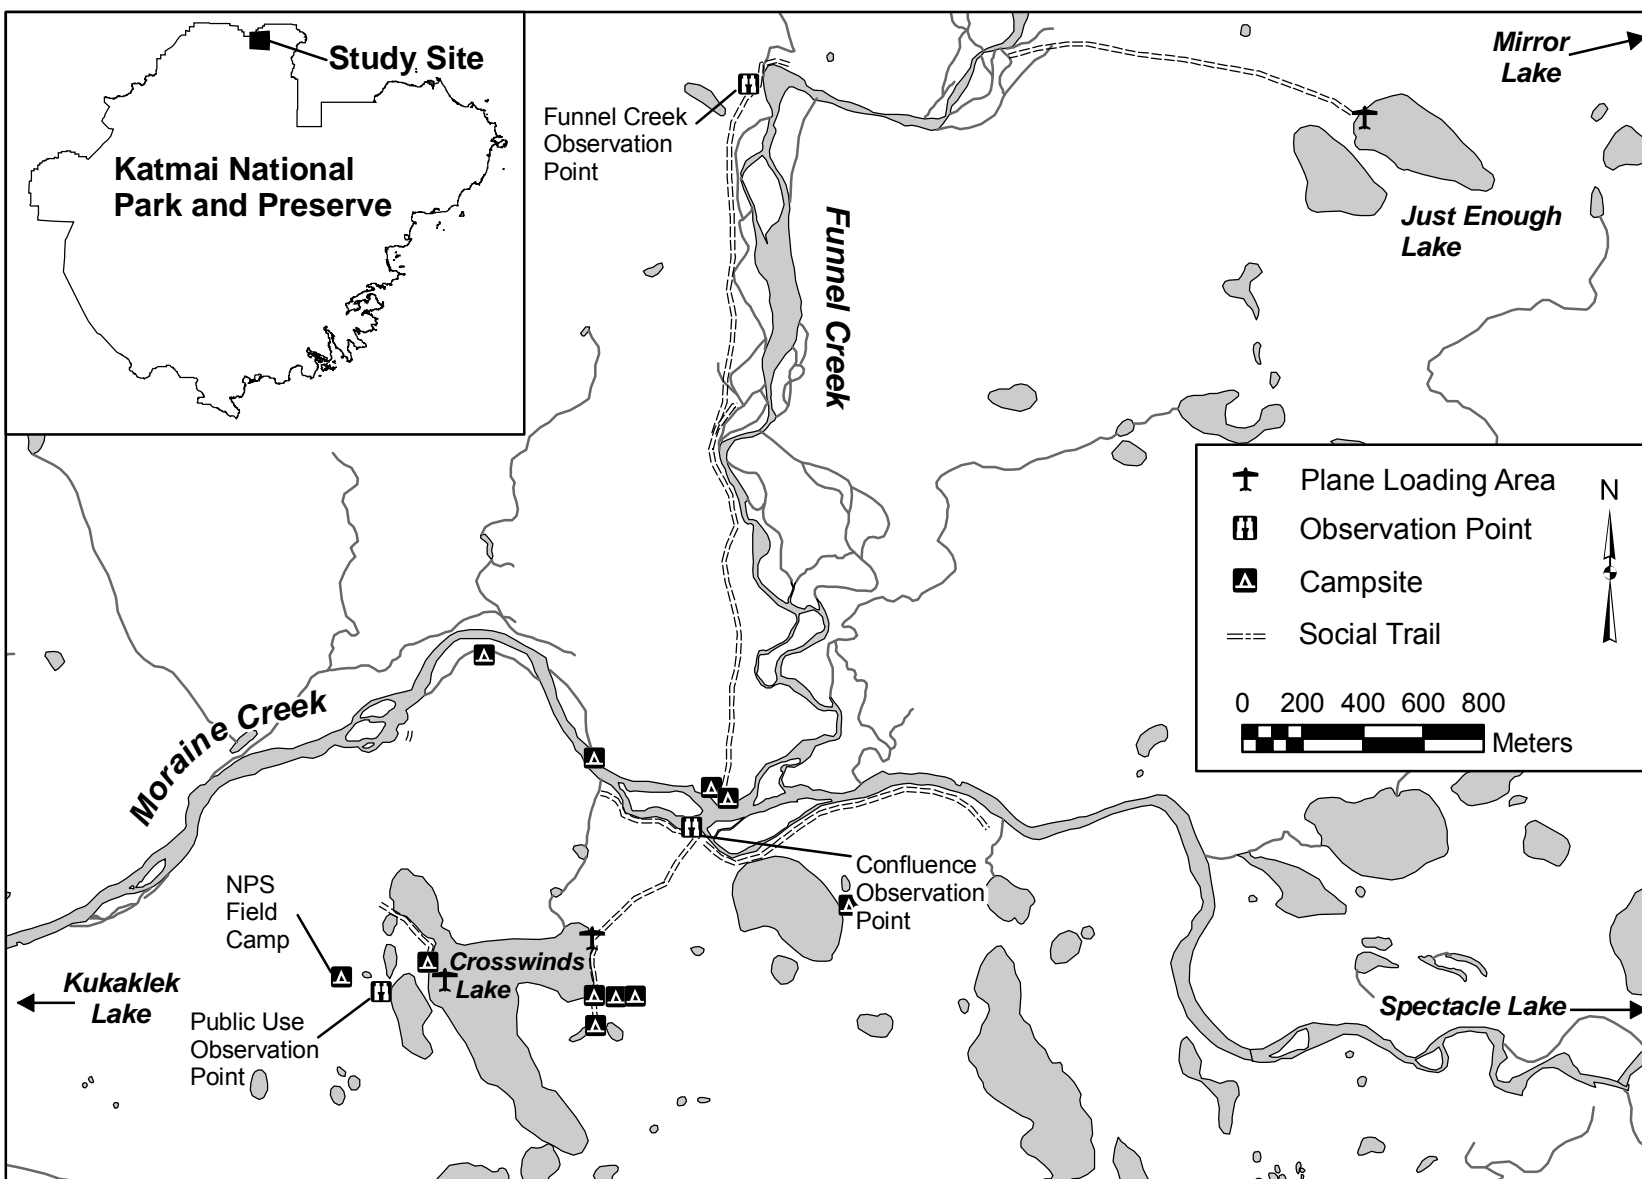 Study Site
Katmai National
Park and Preserve
Funnel Creek
Observation
Point
Mirror
Lake
Just Enough
Lake
Funnel Creek
Plane Loading Area
Observation Point
Campsite
Social Trail
N
0 200 400 600 800
Meters
Moraine Creek
Confluence
Observation
Point
NPS
Field
Camp
Crosswinds
Lake
Kukaklek
Lake
Public Use
Observation
Point
Spectacle Lake